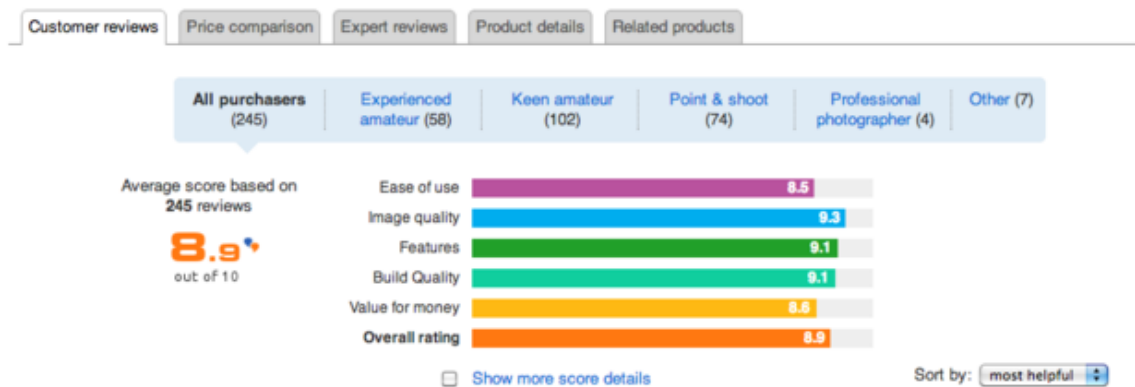 Customer reviews
Price comparison
Expert reviews
Product details
Related products
All purchasers
(245)
Experienced
amateur (58)
Keen amateur
(102)
Point & shoot
(74)
Professional
photographer (4)
Other (7)
Average score based on
245 reviews
8.9
out of 10
Ease of use 8.5
Image quality 9.3
Features 9.1
Build Quality 9.1
Value for money 8.6
Overall rating 8.9
Show more score details
Sort by: most helpful